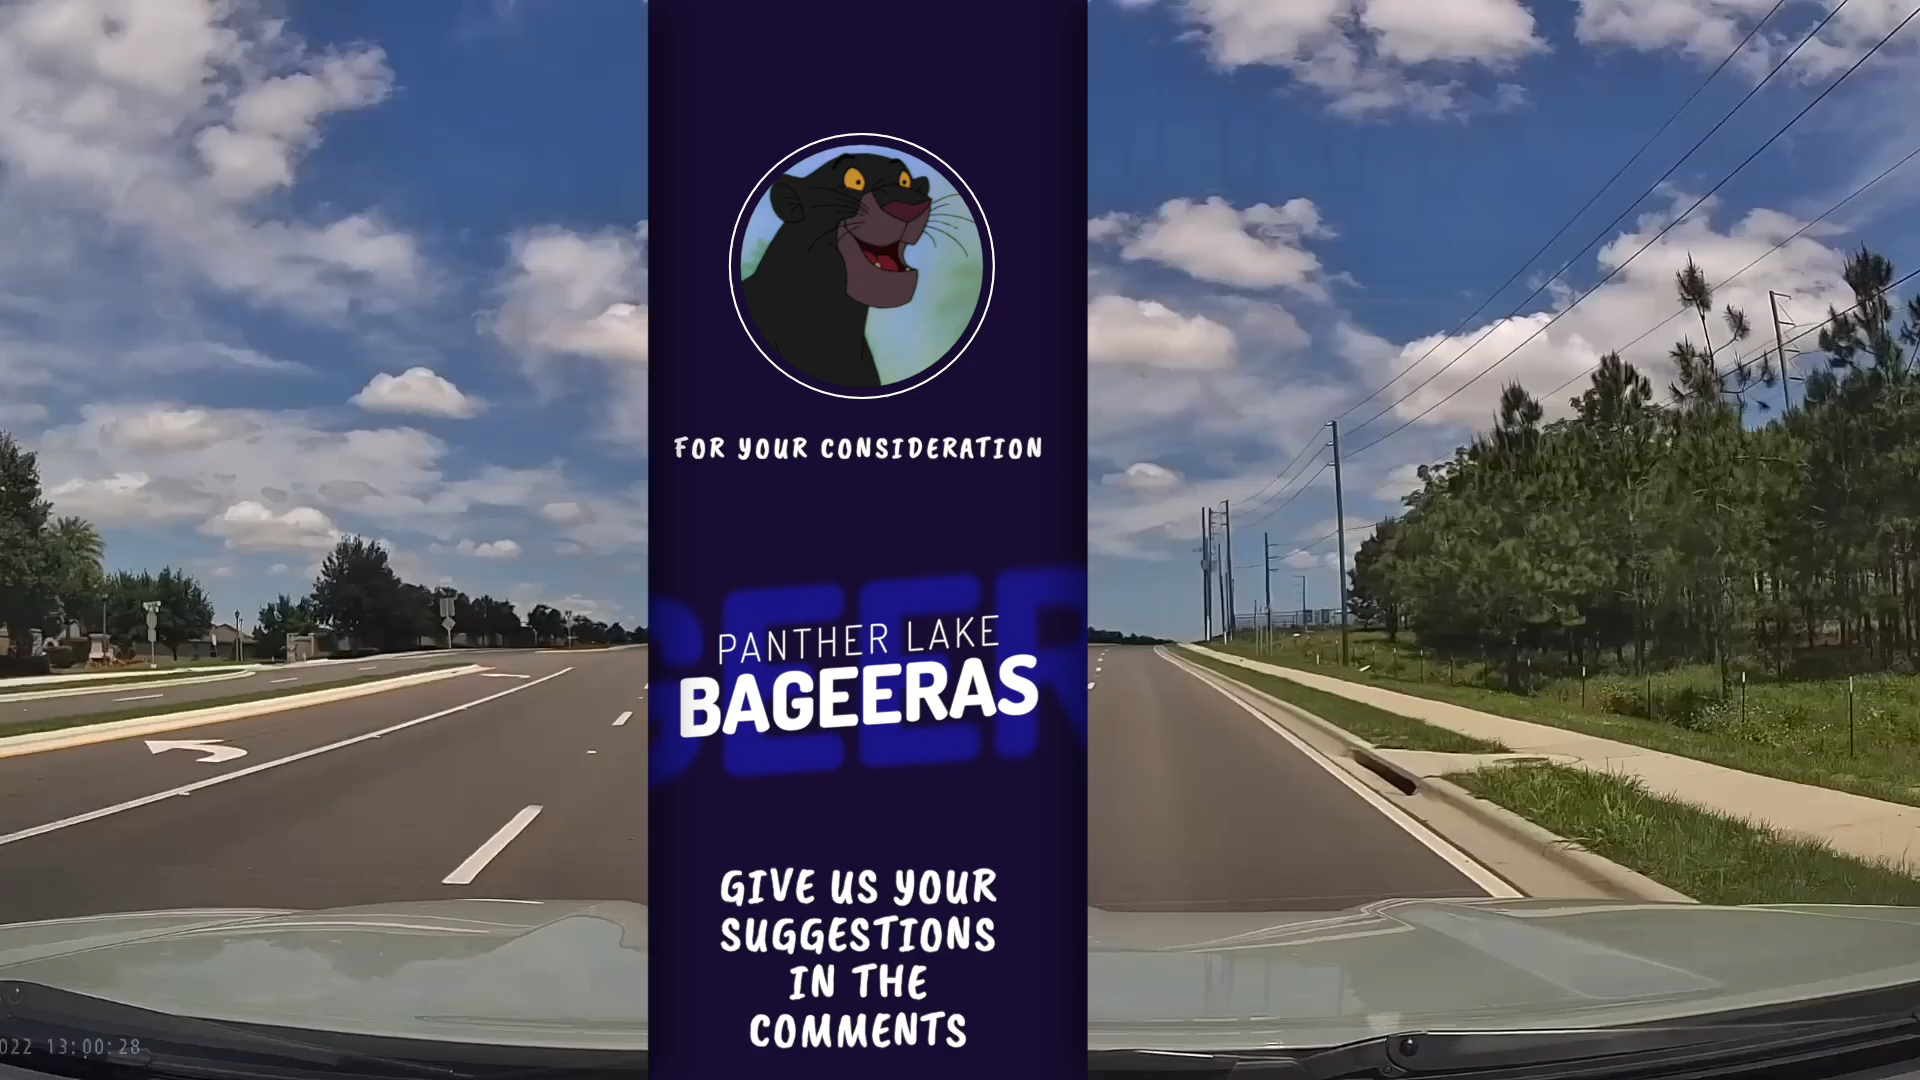 FOR YOUR CONSIDERATION
PANTHER LAKE
BAGEERAS
GIVE US YOUR
SUGGESTIONS
IN THE
COMMENTS
022 13:00:28